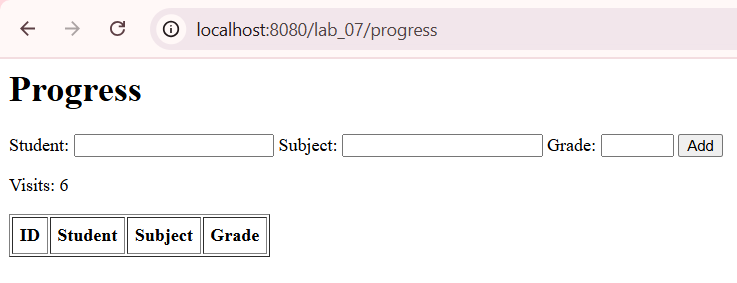 localhost:8080/lab_07/progress
Progress
Student: Subject: Grade: Add
Visits: 6
ID Student Subject Grade